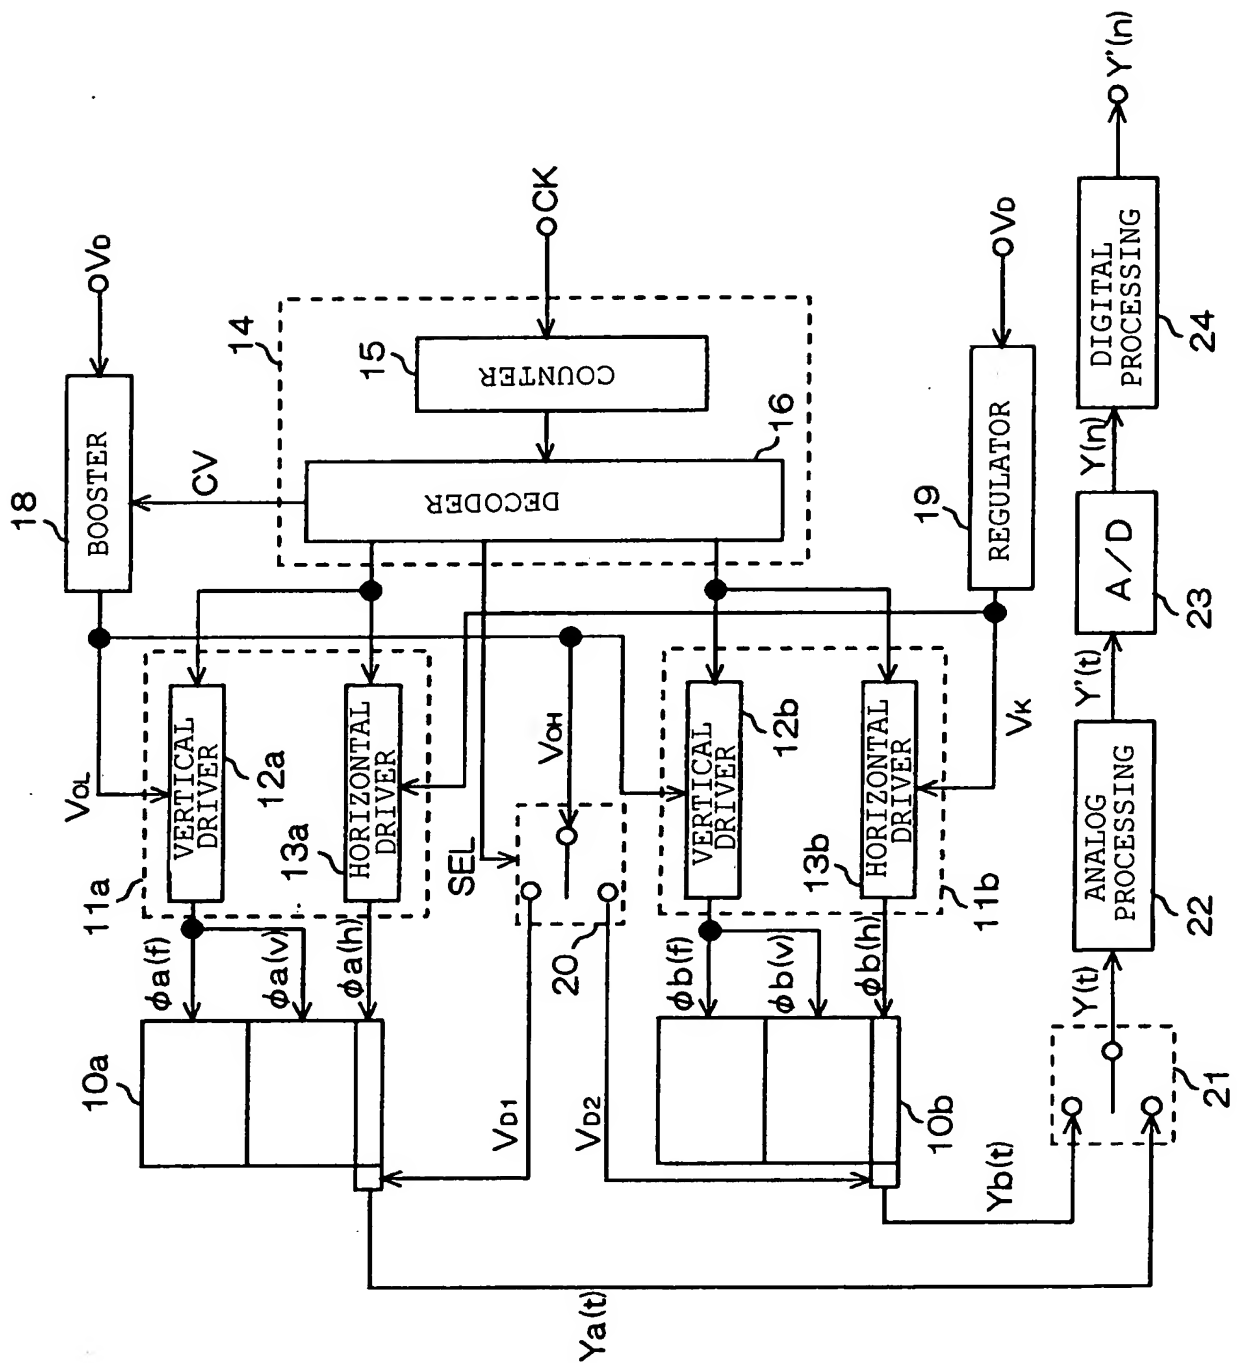 18
BOOSTER
VD
VOL
CV
14
15
COUNTER
CK
16
DECODER
11a
VERTICAL
DRIVER
12a
13a
HORIZONTAL
DRIVER
10a
ϕa(f)
ϕa(v)
ϕa(h)
SEL
VOH
20
VD1
VD2
VERTICAL
DRIVER
12b
13b
HORIZONTAL
DRIVER
11b
10b
ϕb(f)
ϕb(v)
ϕb(h)
19
REGULATOR
VD
VK
Ya(t)
Yb(t)
21
Y(t)
ANALOG
PROCESSING
22
Y'(t)
A/D
23
Y(n)
DIGITAL
PROCESSING
24
Y'(n)